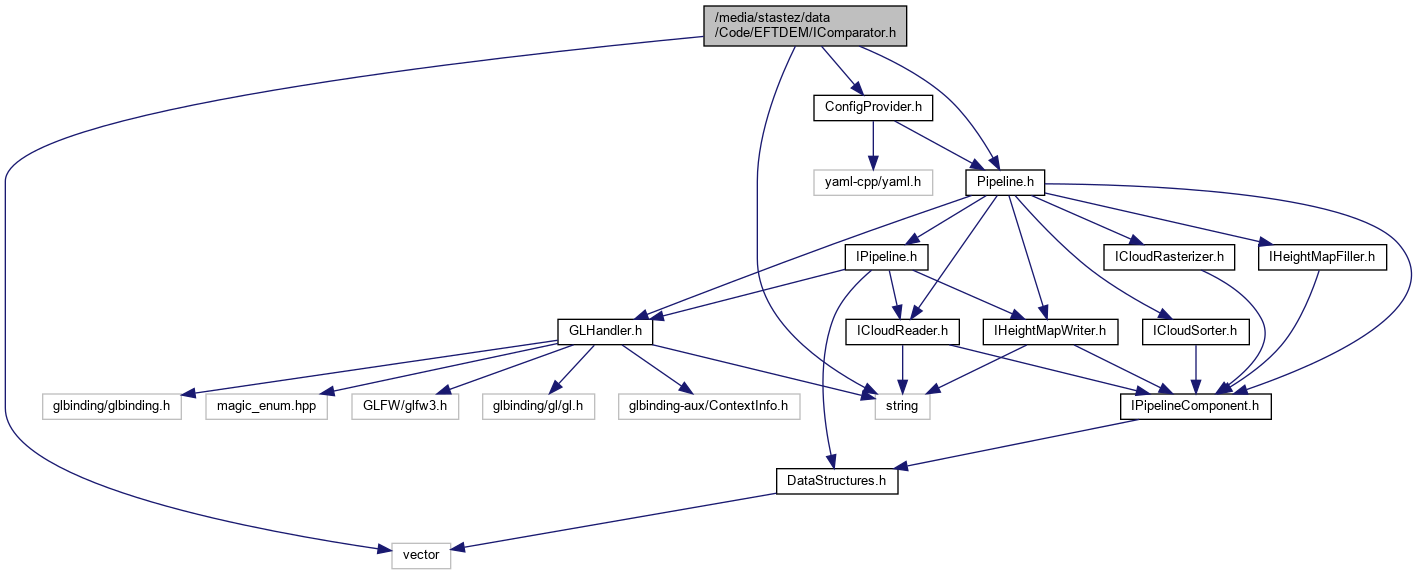 /media/stastez/data
/Code/EFTDEM/IComparator.h
ConfigProvider.h
yaml-cpp/yaml.h
Pipeline.h
IPipeline.h
ICloudRasterizer.h
IHeightMapFiller.h
GLHandler.h
ICloudReader.h
IHeightMapWriter.h
ICloudSorter.h
glbinding/glbinding.h
magic_enum.hpp
GLFW/glfw3.h
glbinding/gl/gl.h
glbinding-aux/ContextInfo.h
string
IPipelineComponent.h
DataStructures.h
vector